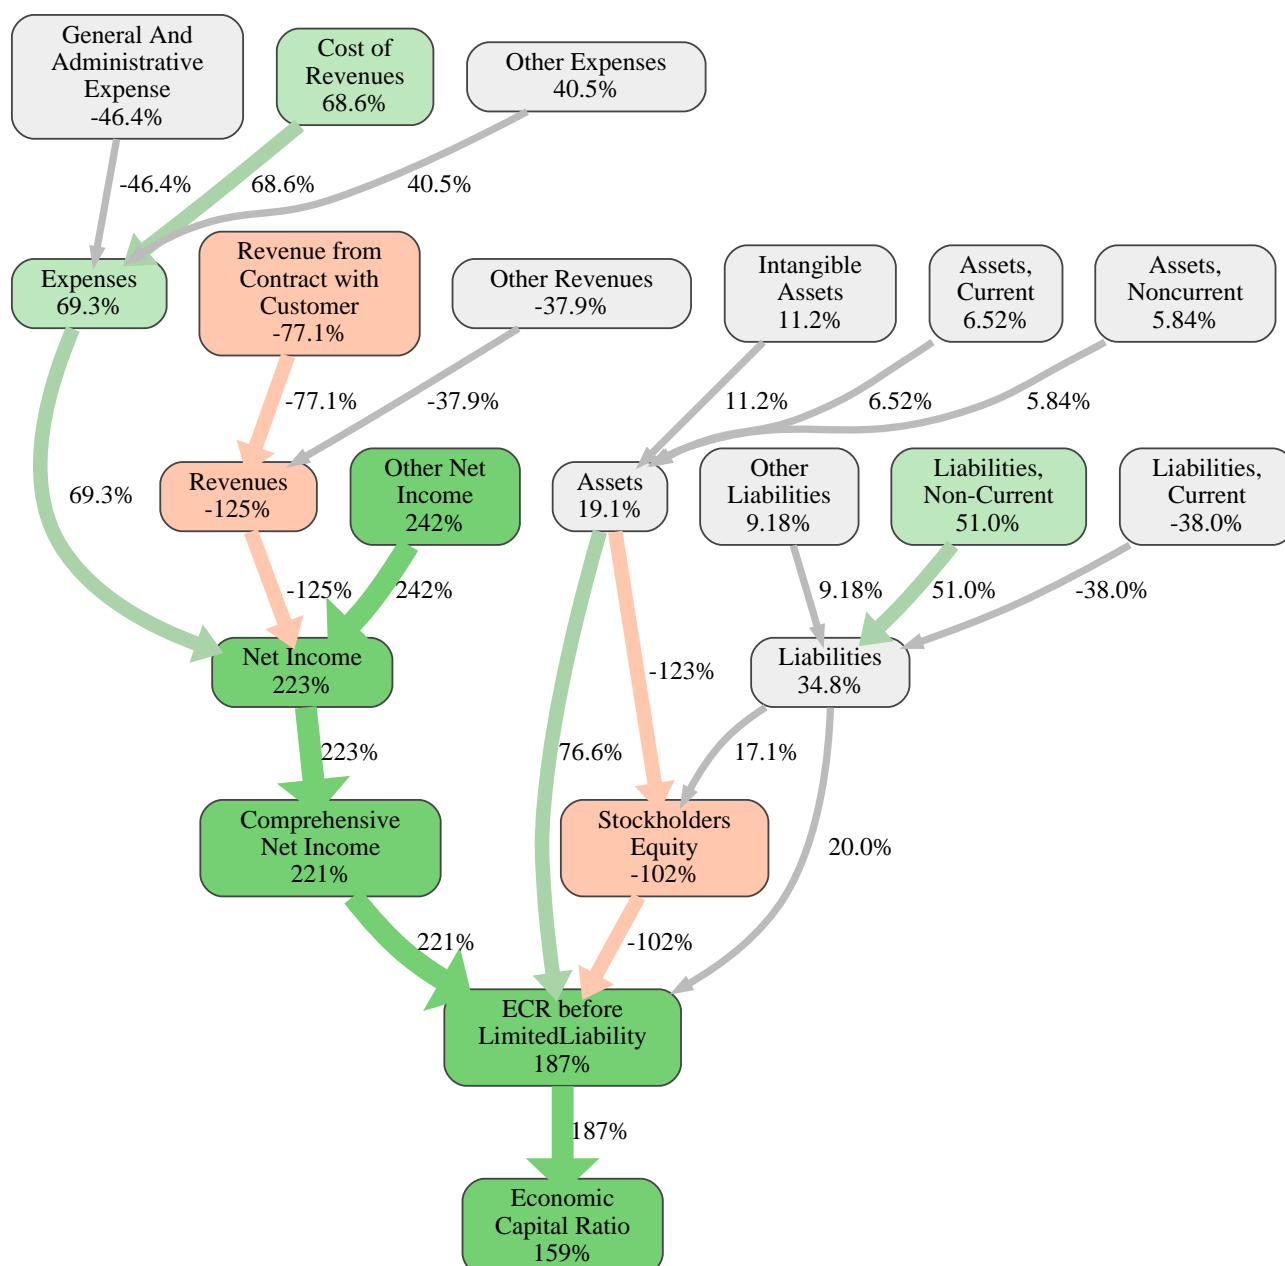 General And
Administrative
Expense
-46.4%
Cost of
Revenues
68.6%
Other Expenses
40.5%
-46.4%
68.6%
40.5%
Expenses
69.3%
Revenue from
Contract with
Customer
-77.1%
Other Revenues
-37.9%
Intangible
Assets
11.2%
Assets,
Current
6.52%
Assets,
Noncurrent
5.84%
-77.1%
-37.9%
11.2%
6.52%
5.84%
69.3%
Revenues
-125%
Other Net
Income
242%
Assets
19.1%
Other
Liabilities
9.18%
Liabilities,
Non-Current
51.0%
Liabilities,
Current
-38.0%
-125%
242%
9.18%
51.0%
-38.0%
Net Income
223%
-123%
Liabilities
34.8%
223%
76.6%
17.1%
Comprehensive
Net Income
221%
Stockholders
Equity
-102%
20.0%
221%
-102%
ECR before
LimitedLiability
187%
187%
Economic
Capital Ratio
159%